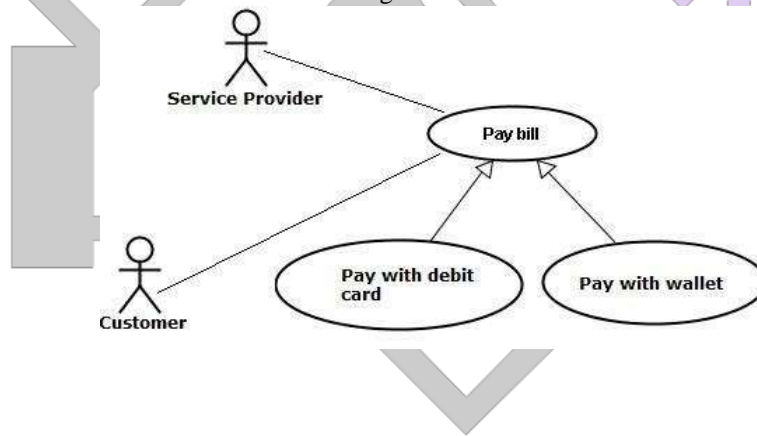 Service Provider
Pay bill
Pay with debit
card
Pay with wallet
Customer